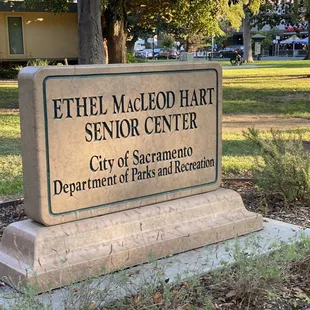 ETHEL MACLEOD HART
SENIOR CENTER
City of Sacramento
Department of Parks and Recreation